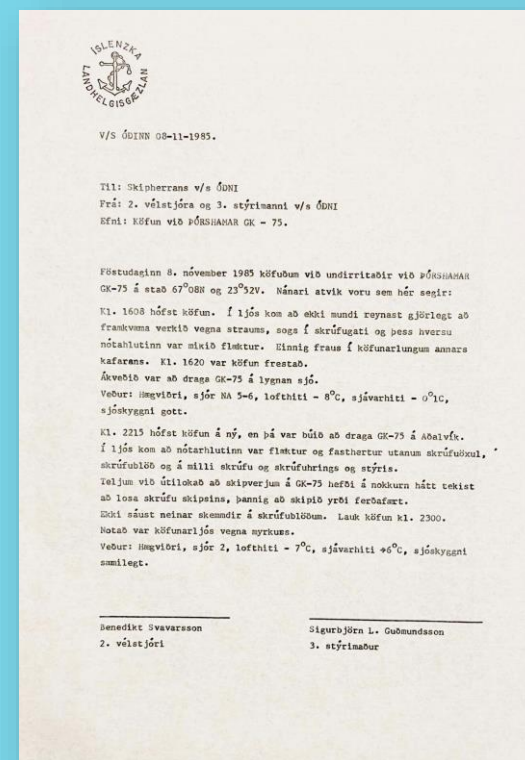 ÍSLENZKA
LANDHELGISGÆZLAN
V/S ÓÐINN 08-11-1985.
Til: Skipherrans v/s ÓÐNI
Frá: 2. vélstjóra og 3. stýrimanni v/s ÓÐNI
Efni: Köfun við ÞÓRSHAMAR GK - 75.
Föstudaginn 8. nóvember 1985 köfuðum við undirritaðir við ÞÓRSHAMAR
GK-75 á stað 67°08N og 23°52V. Nánari atvik voru sem hér segir:
Kl. 1608 hófst köfun. Í ljós kom að ekki mundi reynast gjörlegt að
framkvæma verkið vegna straums, sogs í skrúfugati og þess hversu
nótahlutinn var mikið flæktur. Einnig fraus í köfunarlungum annars
kafarans. Kl. 1620 var köfun frestað.
Ákveðið var að draga GK-75 á lygnan sjó.
Veður: Hægviðri, sjór NA 5-6, lofthiti - 8°C, sjávarhiti - 0°1C,
sjóskyggni gott.
Kl. 2215 hófst köfun á ný, en þá var búið að draga GK-75 á Aðalvík.
Í ljós kom að nótarhlutinn var flæktur og fasthertur utanum skrúfuöxul,
skrúfublöð og á milli skrúfu og skrúfuhrings og stýris.
Teljum við útilokað að skipverjum á GK-75 hefði á nokkurn hátt tekist
að losa skrúfu skipsins, þannig að skipið yrði ferðafært.
Ekki sáust neinar skemmdir á skrúfublöðum. Lauk köfun kl. 2300.
Notað var köfunarljós vegna myrkurs.
Veður: Hægviðri, sjór 2, lofthiti - 7°C, sjávarhiti +6°C, sjóskyggni
sæmilegt.
Benedikt Svavarsson
2. vélstjóri
Sigurbjörn L. Guðmundsson
3. stýrimaður